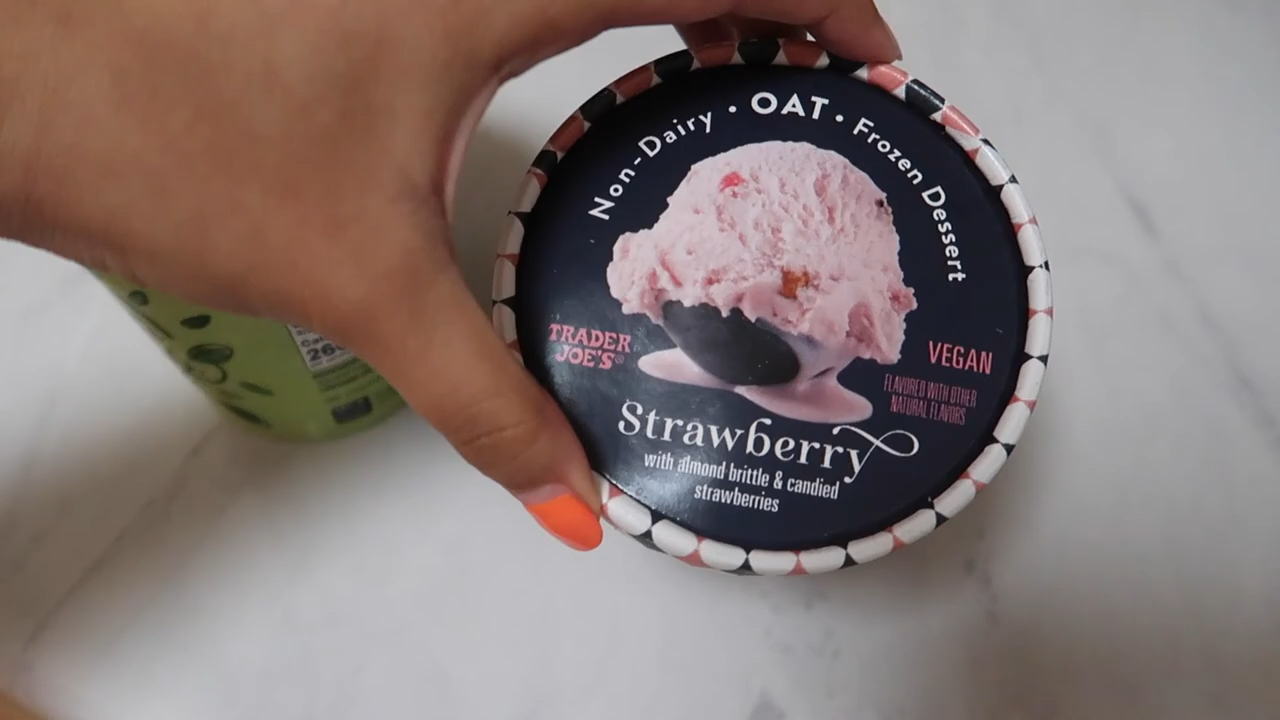 Non-Dairy · OAT · Frozen Dessert
TRADER
JOE'S®
VEGAN
FLAVORED WITH OTHER
NATURAL FLAVORS
Strawberry
with almond brittle & candied
strawberries